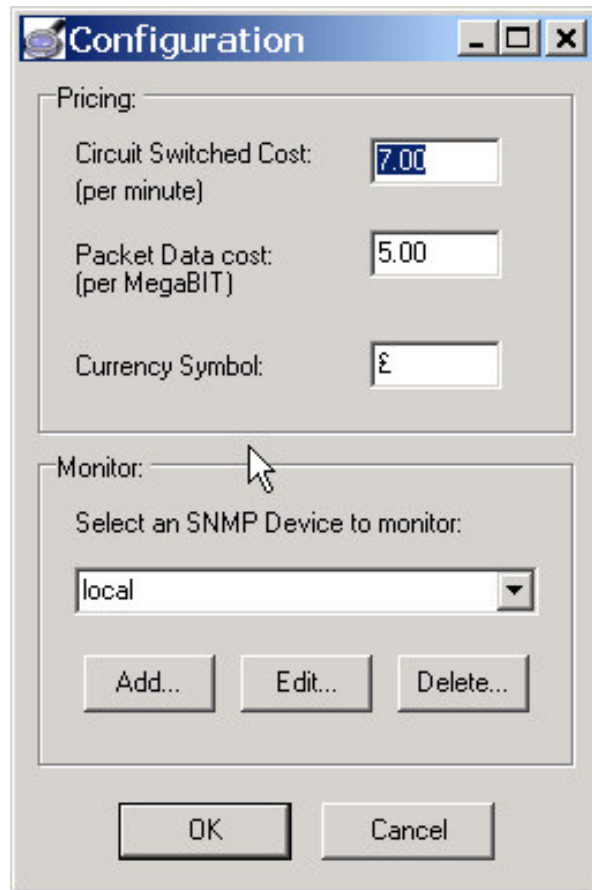 Configuration
Pricing:
Circuit Switched Cost:
(per minute)
7.00
Packet Data cost:
(per MegaBIT)
5.00
Currency Symbol:
£
Monitor:
Select an SNMP Device to monitor:
local
Add...
Edit...
Delete...
OK
Cancel